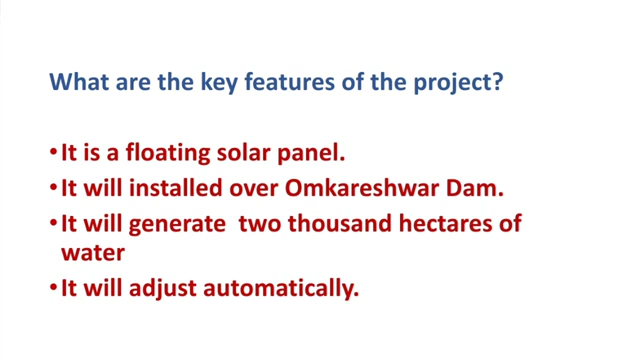 What are the key features of the project?
•It is a floating solar panel.
•It will installed over Omkareshwar Dam.
•It will generate  two thousand hectares of
water
•It will adjust automatically.